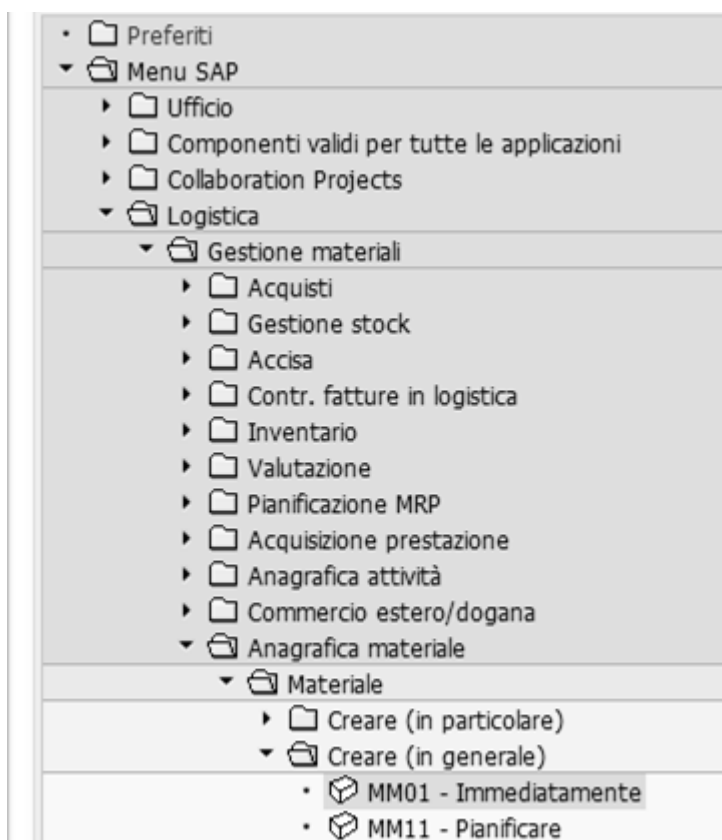 Preferiti
Menu SAP
Ufficio
Componenti validi per tutte le applicazioni
Collaboration Projects
Logistica
Gestione materiali
Acquisti
Gestione stock
Accisa
Contr. fatture in logistica
Inventario
Valutazione
Pianificazione MRP
Acquisizione prestazione
Anagrafica attività
Commercio estero/dogana
Anagrafica materiale
Materiale
Creare (in particolare)
Creare (in generale)
MM01 - Immediatamente
MM11 - Pianificare